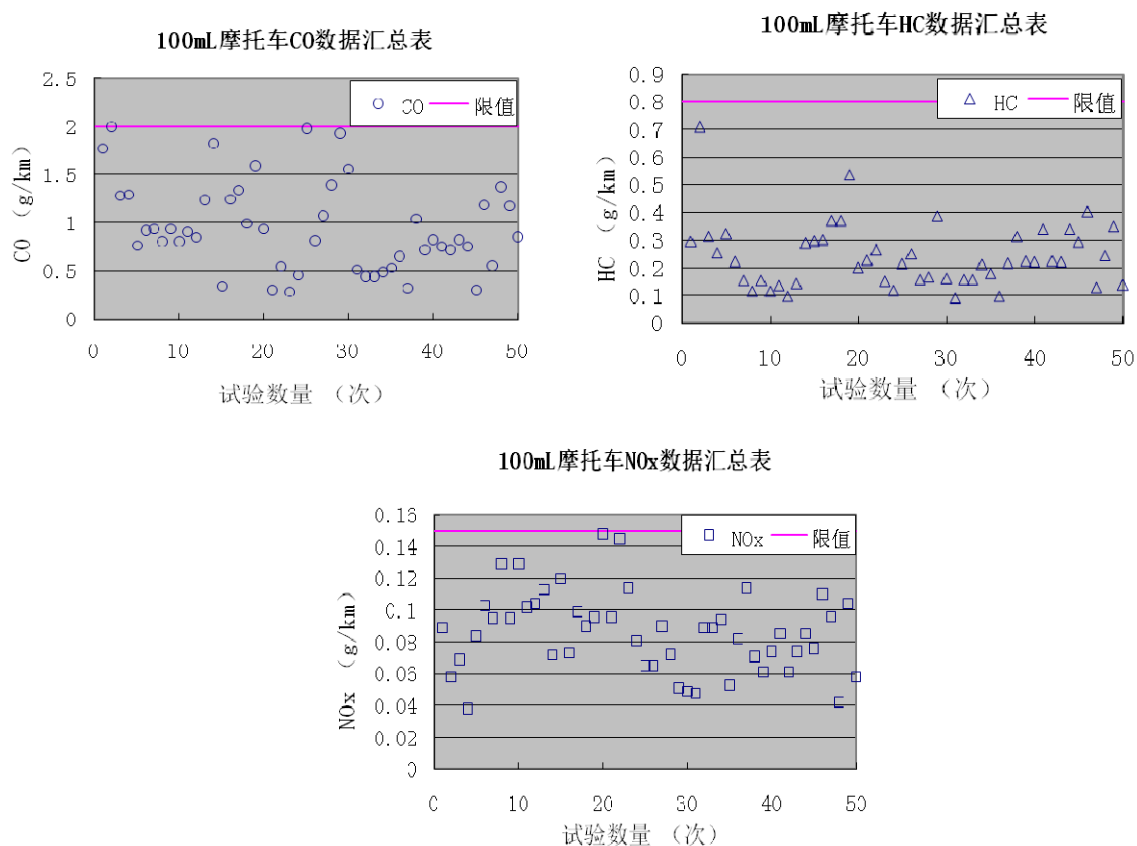 100mL摩托车CO数据汇总表
2.5
2
1.5
1
0.5
0
CO（g/km）
CO
限值
0 10 20 30 40 50
试验数量 （次）
100mL摩托车HC数据汇总表
0.9
0.8
0.7
0.6
0.5
0.4
0.3
0.2
0.1
0
HC （g/km）
HC
限值
0 10 20 30 40 50
试验数量 （次）
100mL摩托车NOx数据汇总表
0.16
0.14
0.12
0.1
0.08
0.06
0.04
0.02
0
NOx （g/km）
NOx
限值
0 10 20 30 40 50
试验数量 （次）